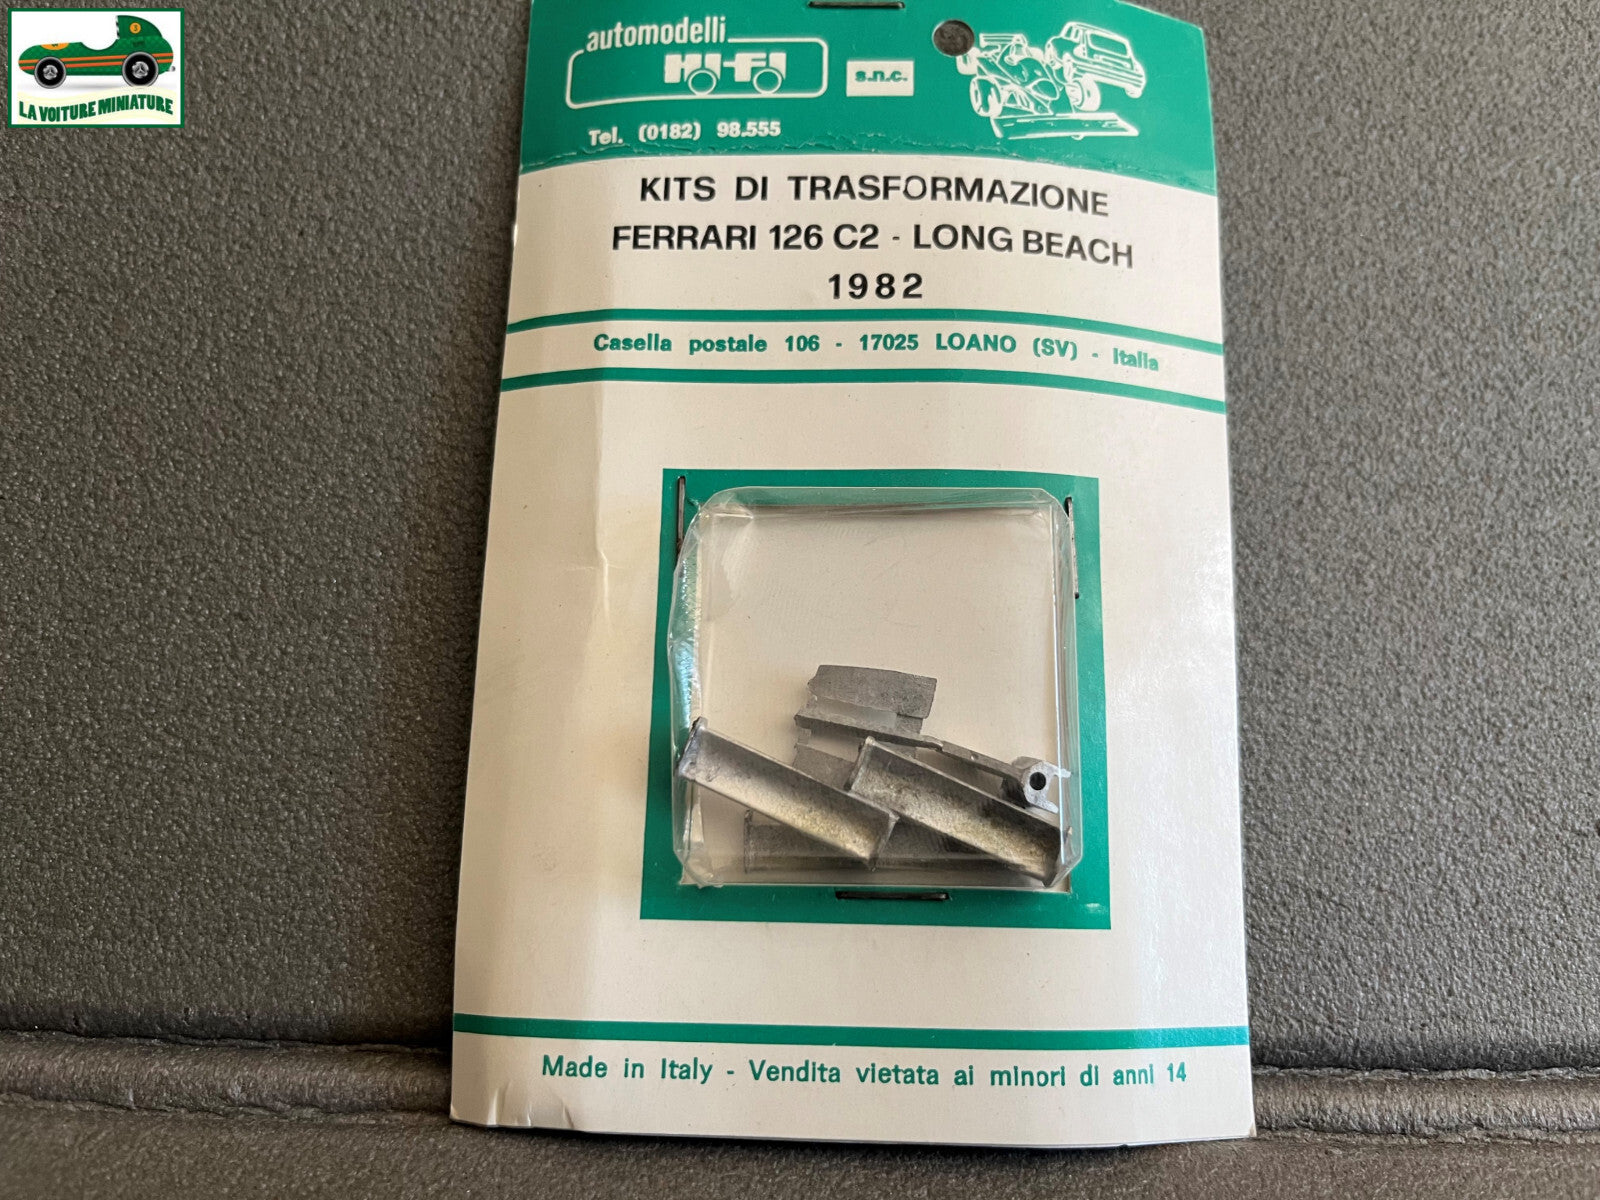 LA VOITURE MINIATURE
automodelli
HI-FI
s.n.c.
Tel. (0182) 98.555
KITS DI TRASFORMAZIONE
FERRARI 126 C2 - LONG BEACH
1982
Casella postale 106 - 17025 LOANO (SV) - Italia
Made in Italy - Vendita vietata ai minori di anni 14